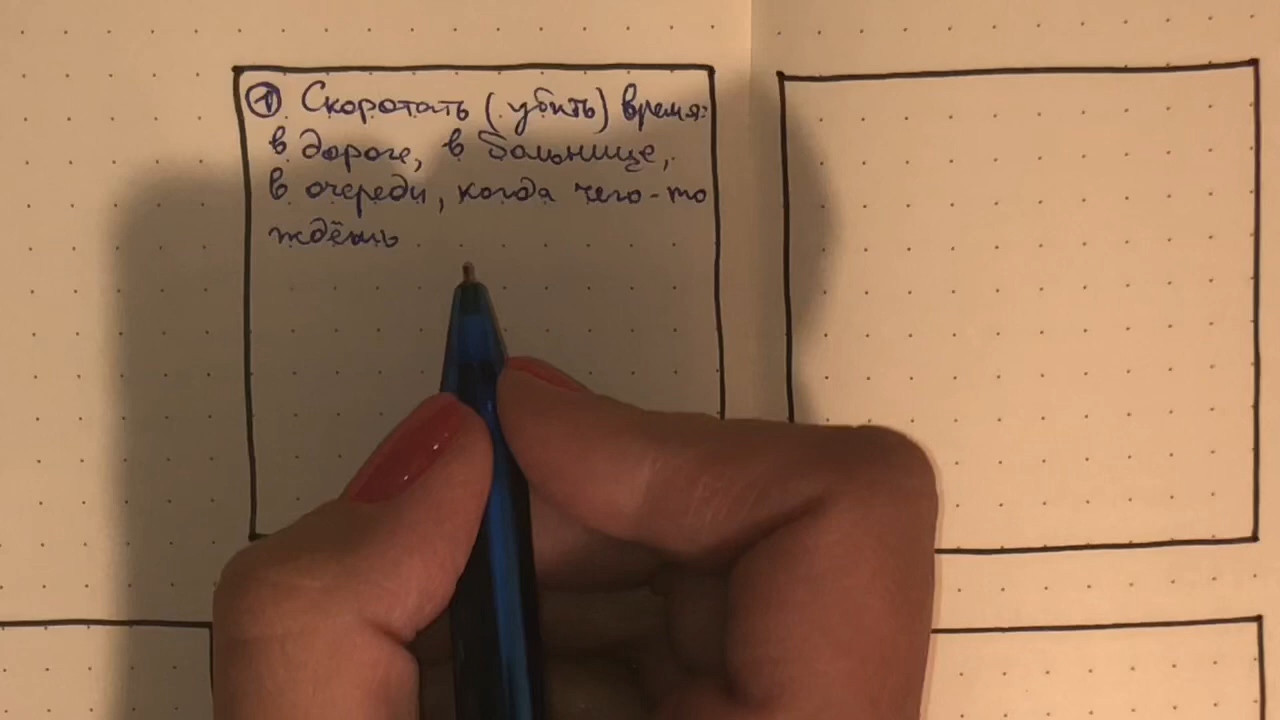 ① Скоротать (убить) время:
в дороге, в больнице,
в очереди, когда чего-то
ждёшь